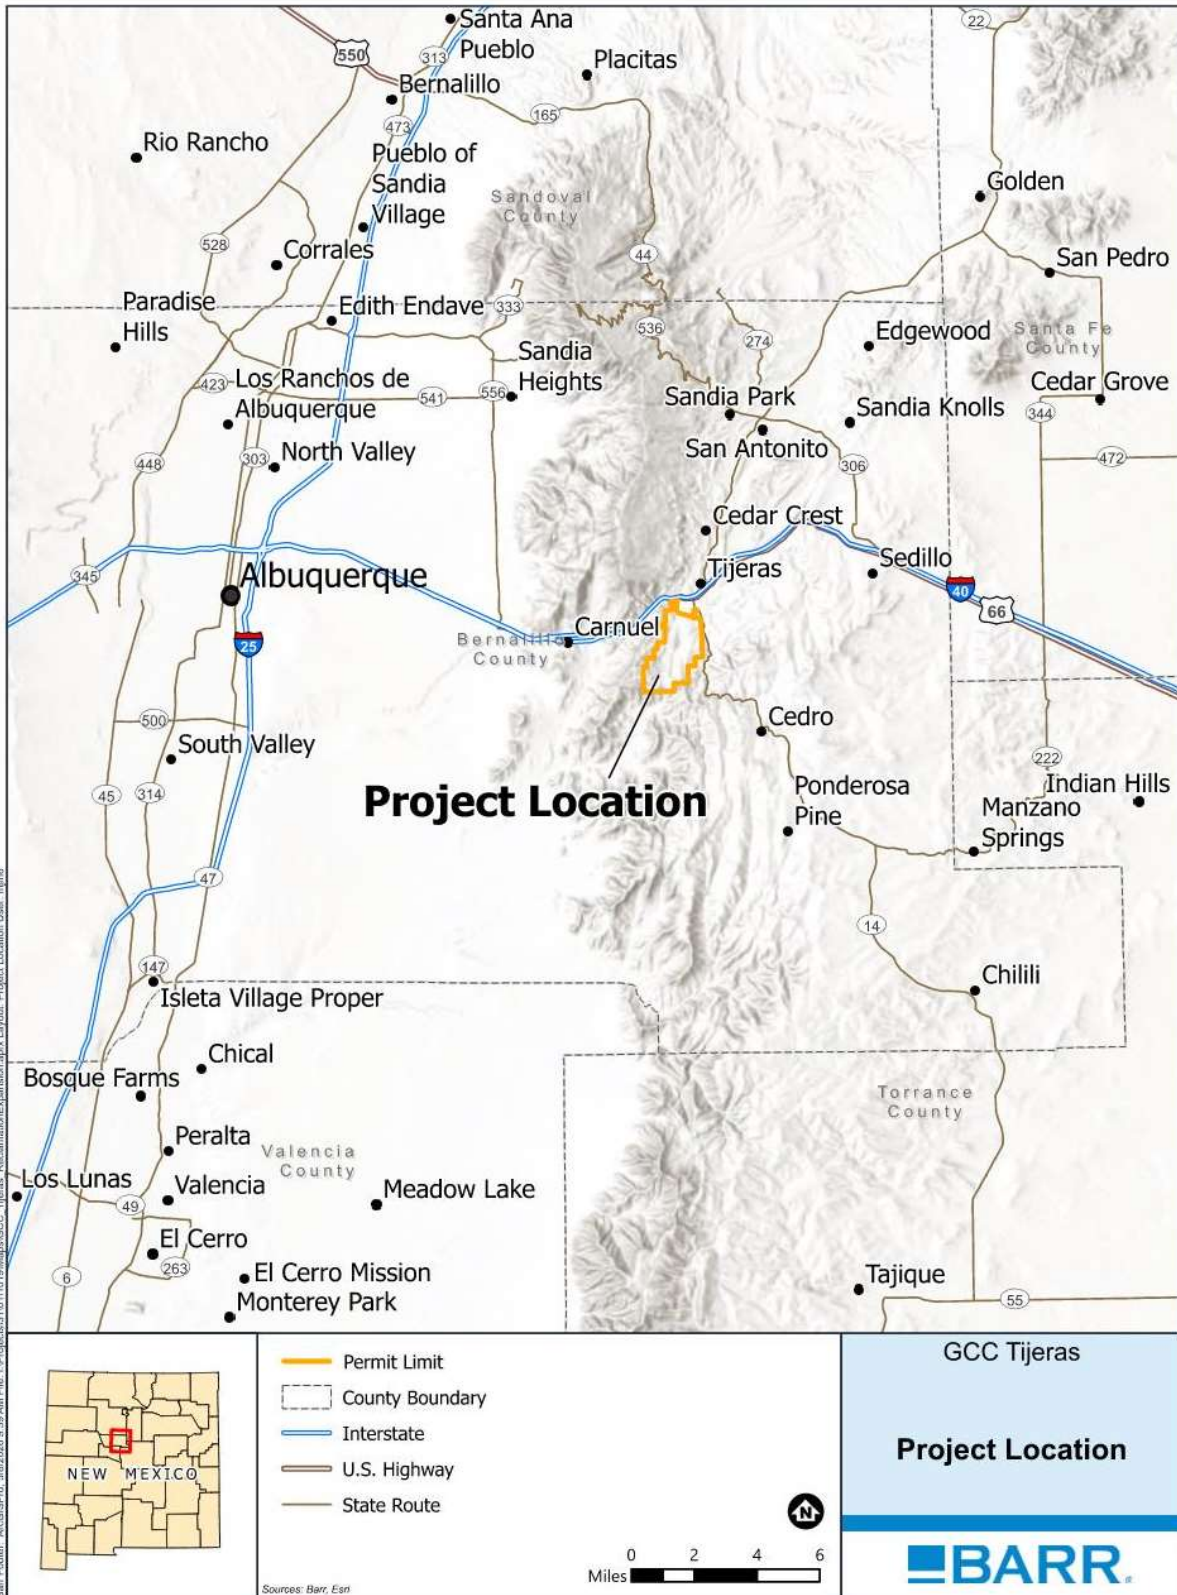 Santa Ana
Pueblo
22
550
313
Placitas
Bernalillo
165
473
Rio Rancho
Pueblo of
Sandia
Village
Sandoval
County
Golden
528
Corrales
44
San Pedro
Paradise
Hills
Edith Endave
333
536
274
Edgewood
Santa Fe
County
Sandia
Heights
423
Los Ranchos de
Albuquerque
541
556
Sandia Park
Cedar Grove
Sandia Knolls
344
San Antonito
448
303
North Valley
306
472
Cedar Crest
345
Albuquerque
Tijeras
Sedillo
40
66
25
Bernalillo
County
Carnuel
500
South Valley
Cedro
222
45
314
Project Location
Ponderosa
Pine
Indian Hills
Manzano
Springs
47
14
147
Isleta Village Proper
Chilili
Chical
Bosque Farms
Torrance
County
Peralta
Valencia
County
Los Lunas
49
Valencia
Meadow Lake
El Cerro
6
263
El Cerro Mission
Tajique
Monterey Park
55
NEW MEXICO
Permit Limit
County Boundary
Interstate
U.S. Highway
State Route
N
0 2 4 6
Miles
Sources: Barr, Esri
GCC Tijeras
Project Location
BARR